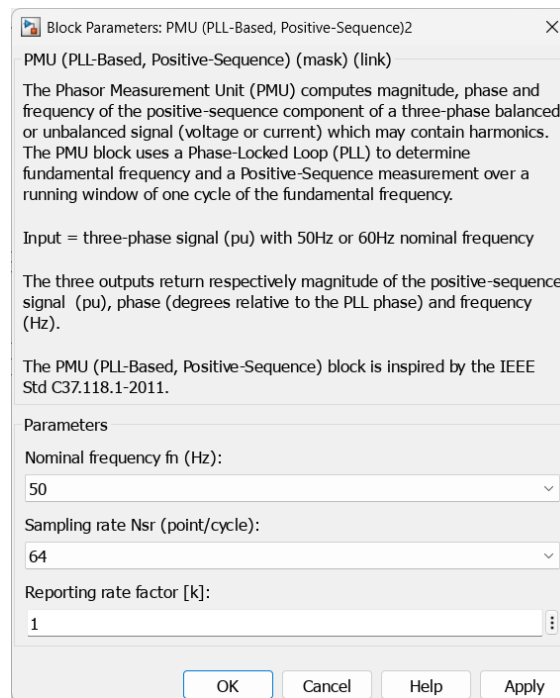 Block Parameters: PMU (PLL-Based, Positive-Sequence)2
PMU (PLL-Based, Positive-Sequence) (mask) (link)
The Phasor Measurement Unit (PMU) computes magnitude, phase and
frequency of the positive-sequence component of a three-phase balanced
or unbalanced signal (voltage or current) which may contain harmonics.
The PMU block uses a Phase-Locked Loop (PLL) to determine
fundamental frequency and a Positive-Sequence measurement over a
running window of one cycle of the fundamental frequency.
Input = three-phase signal (pu) with 50Hz or 60Hz nominal frequency
The three outputs return respectively magnitude of the positive-sequence
signal (pu), phase (degrees relative to the PLL phase) and frequency
(Hz).
The PMU (PLL-Based, Positive-Sequence) block is inspired by the IEEE
Std C37.118.1-2011.
Parameters
Nominal frequency fn (Hz):
50
Sampling rate Nsr (point/cycle):
64
Reporting rate factor [k]:
1
OK Cancel Help Apply